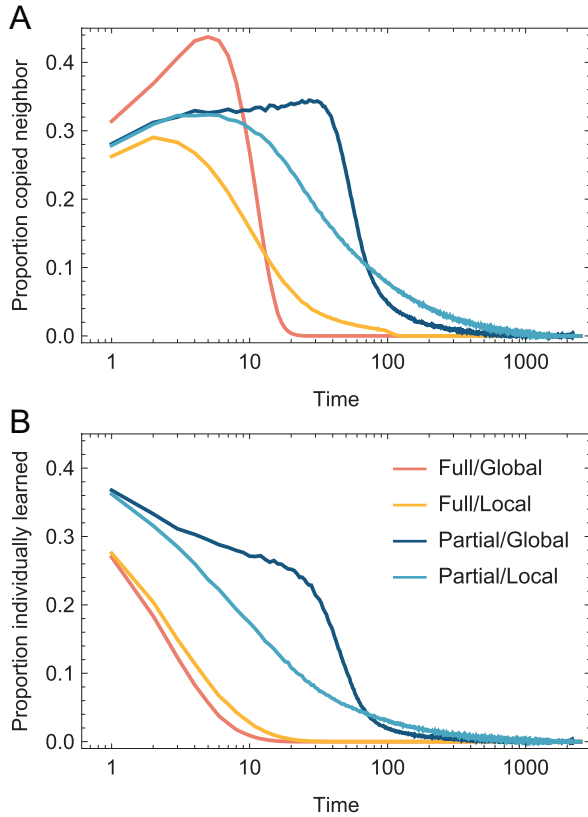 A
Proportion copied neighbor
0.4
0.3
0.2
0.1
0.0
1
10
100
1000
Time
B
Proportion individually learned
0.4
0.3
0.2
0.1
0.0
Full/Global
Full/Local
Partial/Global
Partial/Local
1
10
100
1000
Time